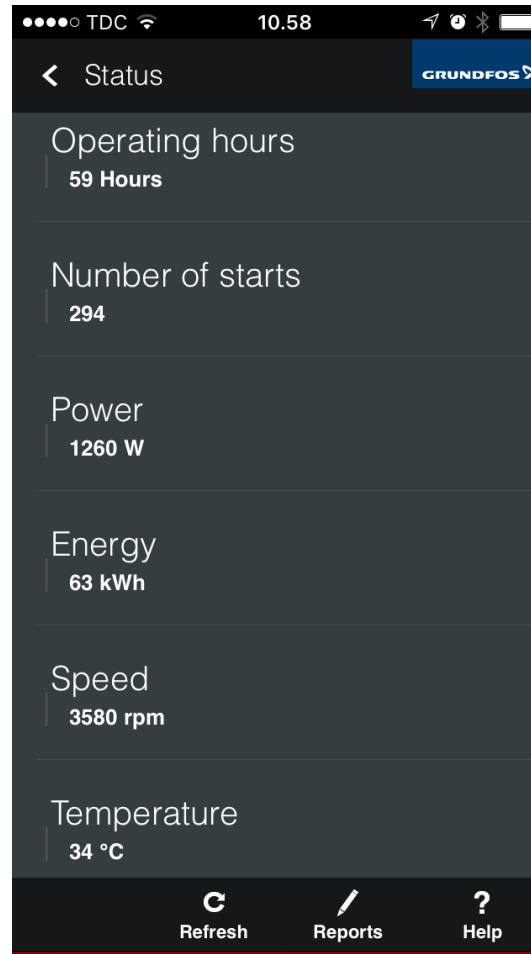 TDC 10.58
Status
GRUNDFOS
Operating hours
59 Hours
Number of starts
294
Power
1260 W
Energy
63 kWh
Speed
3580 rpm
Temperature
34 °C
Refresh Reports Help